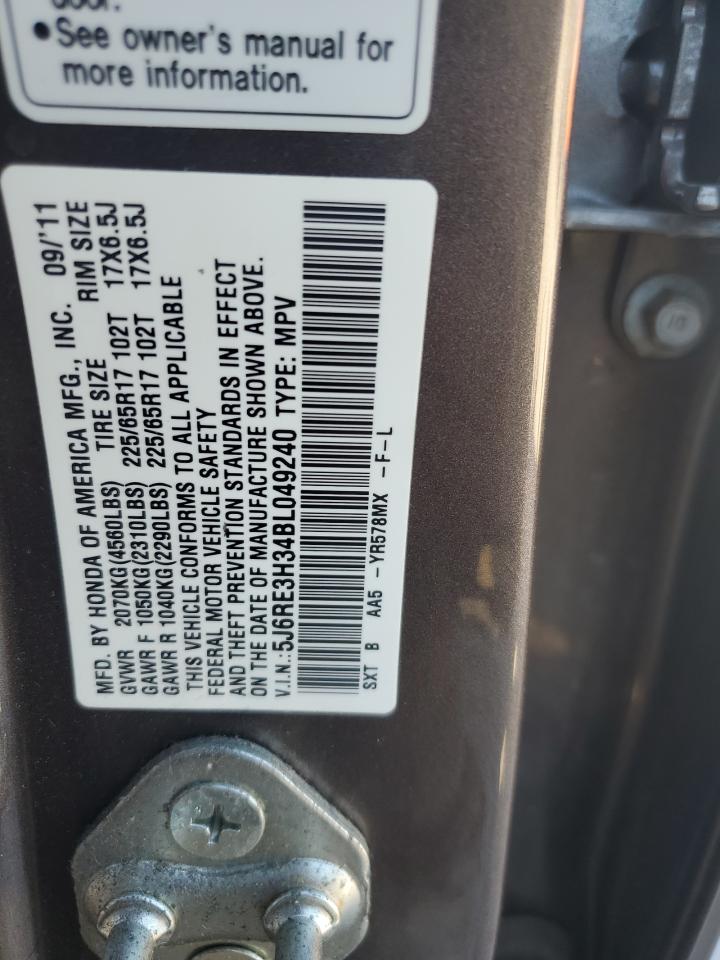 door.
•See owner's manual for
more information.
MFD. BY HONDA OF AMERICA MFG., INC. 09/'11
GVWR 2070KG(4560LBS) TIRE SIZE RIM SIZE
GAWR F 1050KG(2310LBS) 225/65R17 102T 17X6.5J
GAWR R 1040KG(2290LBS) 225/65R17 102T 17X6.5J
THIS VEHICLE CONFORMS TO ALL APPLICABLE
FEDERAL MOTOR VEHICLE SAFETY
AND THEFT PREVENTION STANDARDS IN EFFECT
ON THE DATE OF MANUFACTURE SHOWN ABOVE.
V.I.N.:5J6RE3H34BL049240 TYPE: MPV
SXT B AA5 -YR578MX -F-L